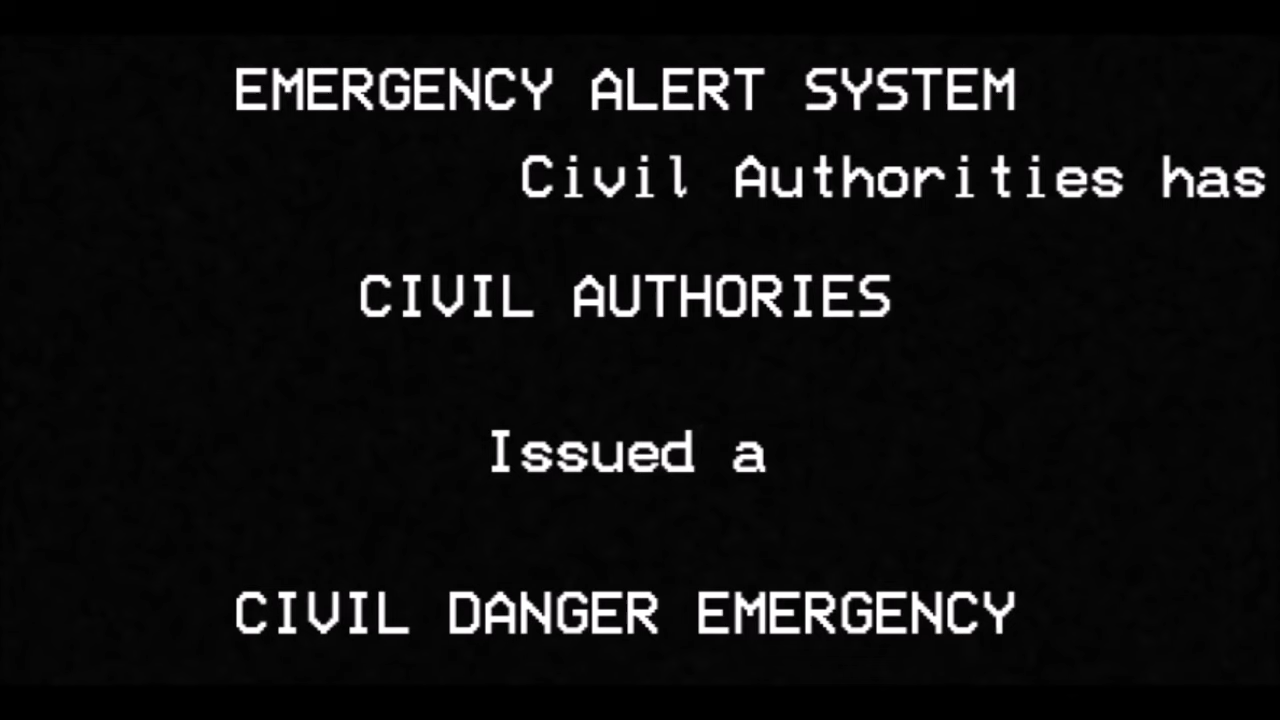 EMERGENCY ALERT SYSTEM
Civil Authorities has
CIVIL AUTHORIES
Issued a
CIVIL DANGER EMERGENCY